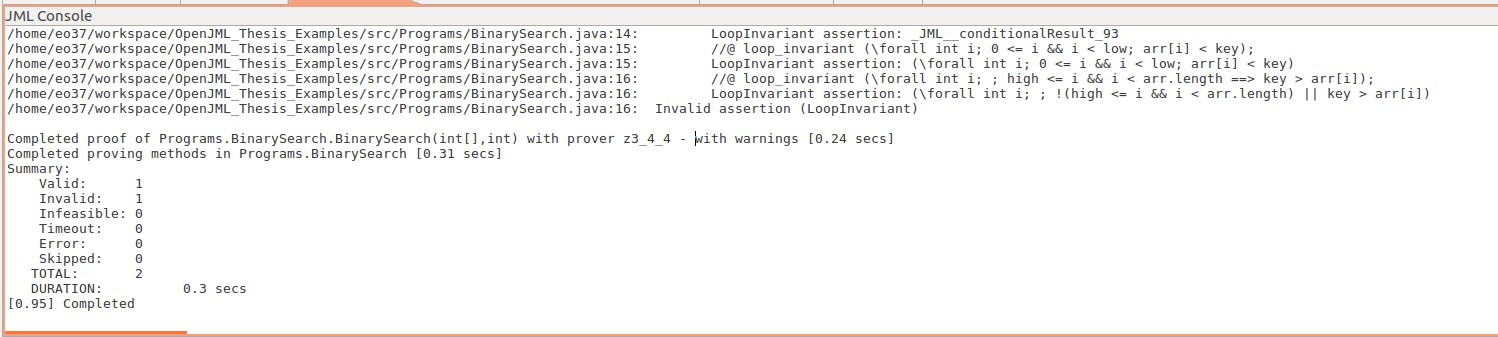 JML Console
/home/eo37/workspace/OpenJML_Thesis_Examples/src/Programs/BinarySearch.java:14:         LoopInvariant assertion: _JML__conditionalResult_93
/home/eo37/workspace/OpenJML_Thesis_Examples/src/Programs/BinarySearch.java:15:         //@ loop_invariant (\forall int i; 0 <= i && i < low; arr[i] < key);
/home/eo37/workspace/OpenJML_Thesis_Examples/src/Programs/BinarySearch.java:15:         LoopInvariant assertion: (\forall int i; 0 <= i && i < low; arr[i] < key)
/home/eo37/workspace/OpenJML_Thesis_Examples/src/Programs/BinarySearch.java:16:         //@ loop_invariant (\forall int i; ; high <= i && i < arr.length ==> key > arr[i]);
/home/eo37/workspace/OpenJML_Thesis_Examples/src/Programs/BinarySearch.java:16:         LoopInvariant assertion: (\forall int i; ; !(high <= i && i < arr.length) || key > arr[i])
/home/eo37/workspace/OpenJML_Thesis_Examples/src/Programs/BinarySearch.java:16:  Invalid assertion (LoopInvariant)
Completed proof of Programs.BinarySearch.BinarySearch(int[],int) with prover z3_4_4 - with warnings [0.24 secs]
Completed proving methods in Programs.BinarySearch [0.31 secs]
Summary:
    Valid:      1
    Invalid:    1
    Infeasible: 0
    Timeout:    0
    Error:      0
    Skipped:    0
   TOTAL:       2
   DURATION:          0.3 secs
[0.95] Completed